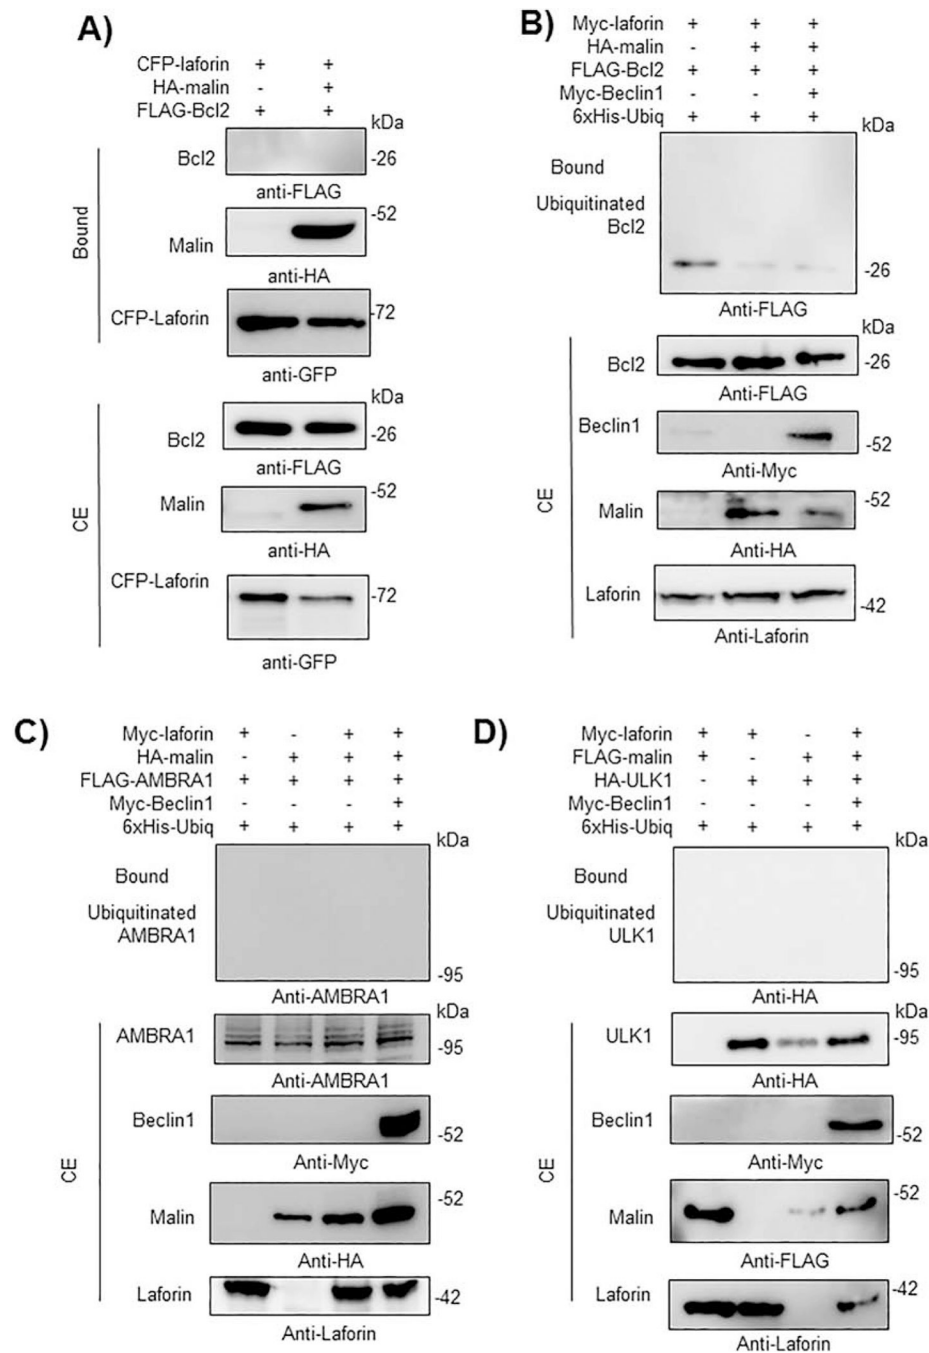 A)
CFP-laforin + +
HA-malin - +
FLAG-Bcl2 + +
kDa
Bound
Bcl2 -26
anti-FLAG
-52
Malin
anti-HA
CFP-Laforin -72
anti-GFP
kDa
CE
Bcl2 -26
anti-FLAG
Malin -52
anti-HA
CFP-Laforin -72
anti-GFP
B)
Myc-laforin + + +
HA-malin - + +
FLAG-Bcl2 + + +
Myc-Beclin1 - - +
6xHis-Ubiq + + +
kDa
Bound
Ubiquitinated
Bcl2
-26
Anti-FLAG
kDa
CE
Bcl2 -26
Anti-FLAG
Beclin1 -52
Anti-Myc
Malin -52
Anti-HA
Laforin -42
Anti-Laforin
C)
Myc-laforin + - + +
HA-malin - + + +
FLAG-AMBRA1 + + + +
Myc-Beclin1 - - - +
6xHis-Ubiq + + + +
kDa
Bound
Ubiquitinated
AMBRA1
-95
Anti-AMBRA1
kDa
CE
AMBRA1 -95
Anti-AMBRA1
Beclin1 -52
Anti-Myc
Malin -52
Anti-HA
Laforin -42
Anti-Laforin
D)
Myc-laforin + + - +
FLAG-malin + - + +
HA-ULK1 - + + +
Myc-Beclin1 - - - +
6xHis-Ubiq + + + +
kDa
Bound
Ubiquitinated
ULK1
-95
Anti-HA
kDa
CE
ULK1 -95
Anti-HA
Beclin1 -52
Anti-Myc
Malin -52
Anti-FLAG
Laforin -42
Anti-Laforin